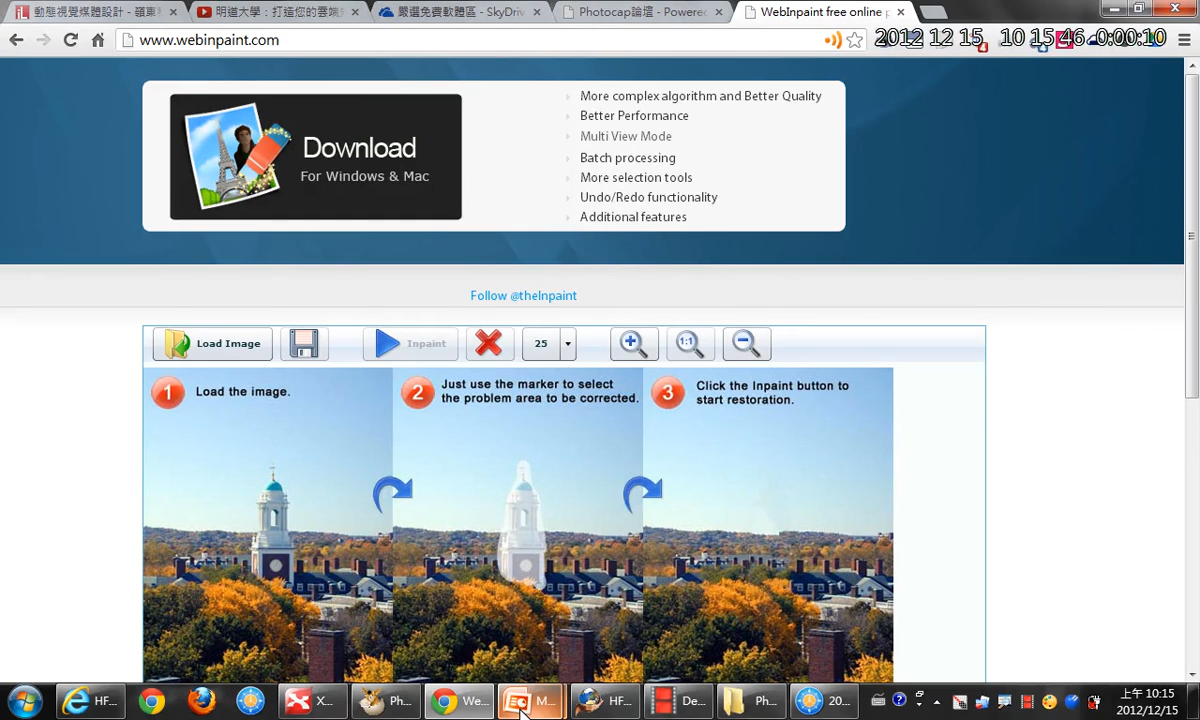 動態視覺媒體設計 - 嶺東
明道大學：打造您的雲端
嚴選免費軟體區 - SkyDriv
Photocap論壇 - Powered
WebInpaint free online p
www.webinpaint.com
2012 12 15 10 15 46 -0:00:10
Download
For Windows & Mac
More complex algorithm and Better Quality
Better Performance
Multi View Mode
Batch processing
More selection tools
Undo/Redo functionality
Additional features
Follow @theInpaint
Load Image
Inpaint
25
1:1
1 Load the image.
2 Just use the marker to select
the problem area to be corrected.
3 Click the Inpaint button to
start restoration.
HF...
X...
Ph...
We...
M...
HF...
De...
Ph...
20...
上午 10:15
2012/12/15